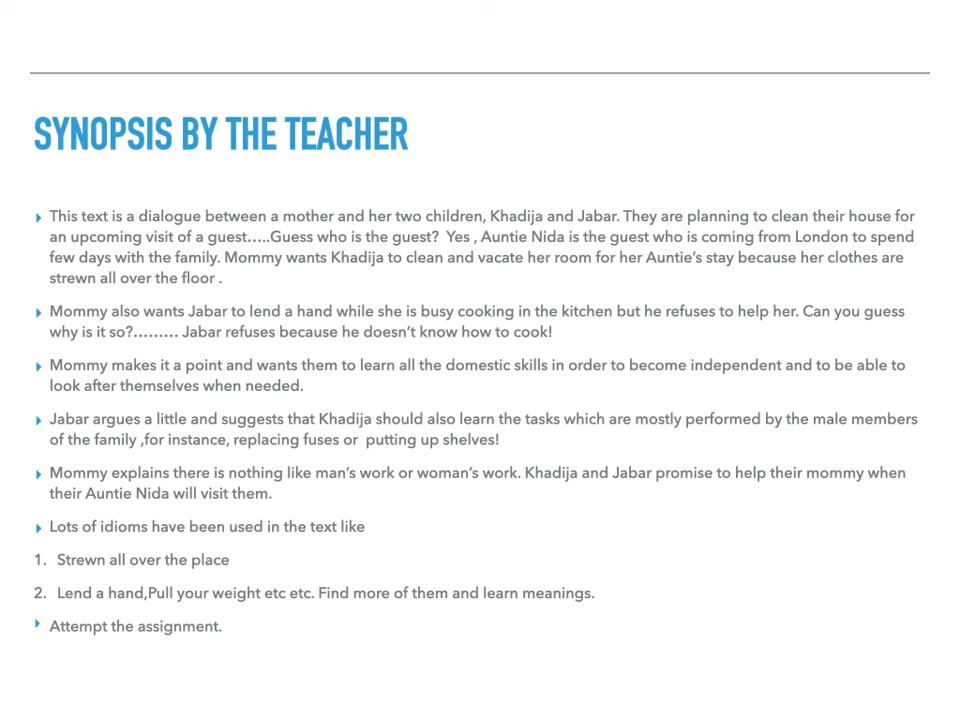 SYNOPSIS BY THE TEACHER
This text is a dialogue between a mother and her two children, Khadija and Jabar. They are planning to clean their house for
an upcoming visit of a guest.....Guess who is the guest?  Yes , Auntie Nida is the guest who is coming from London to spend
few days with the family. Mommy wants Khadija to clean and vacate her room for her Auntie's stay because her clothes are
strewn all over the floor .
Mommy also wants Jabar to lend a hand while she is busy cooking in the kitchen but he refuses to help her. Can you guess
why is it so?......... Jabar refuses because he doesn't know how to cook!
Mommy makes it a point and wants them to learn all the domestic skills in order to become independent and to be able to
look after themselves when needed.
Jabar argues a little and suggests that Khadija should also learn the tasks which are mostly performed by the male members
of the family ,for instance, replacing fuses or  putting up shelves!
Mommy explains there is nothing like man's work or woman's work. Khadija and Jabar promise to help their mommy when
their Auntie Nida will visit them.
Lots of idioms have been used in the text like
1. Strewn all over the place
2. Lend a hand,Pull your weight etc etc. Find more of them and learn meanings.
Attempt the assignment.